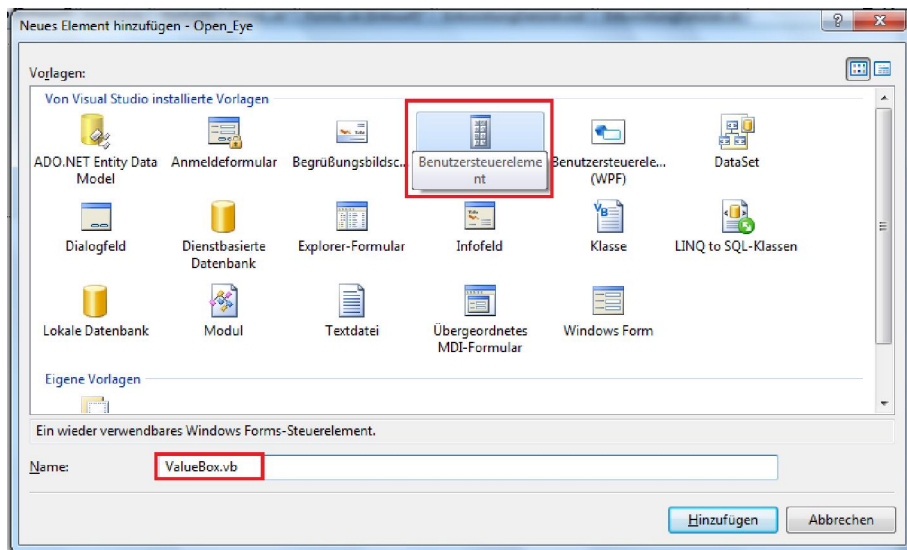 Neues Element hinzufügen - Open_Eye
Vorlagen:
Von Visual Studio installierte Vorlagen
ADO.NET Entity Data
Model
Anmeldeformular
Begrüßungsbildsc...
Benutzersteuereleme
nt
Benutzersteuerele...
(WPF)
DataSet
Dialogfeld
Dienstbasierte
Datenbank
Explorer-Formular
Infofeld
Klasse
LINQ to SQL-Klassen
Lokale Datenbank
Modul
Textdatei
Übergeordnetes
MDI-Formular
Windows Form
Eigene Vorlagen
Ein wieder verwendbares Windows Forms-Steuerelement.
Name:
ValueBox.vb
Hinzufügen
Abbrechen